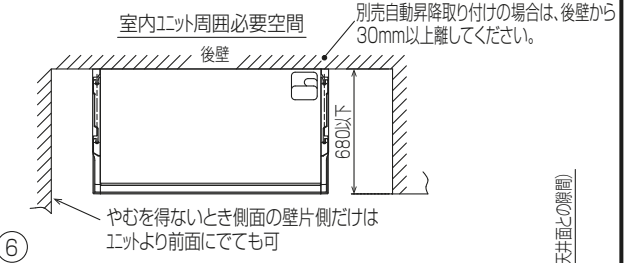 室内ユニット周囲必要空間
別売自動昇降取り付けの場合は、後壁から
30mm以上離してください。
後壁
680以下
やむを得ないとき側面の壁片側だけは
ユニットより前面にでても可
⑥
天井面との隙間)